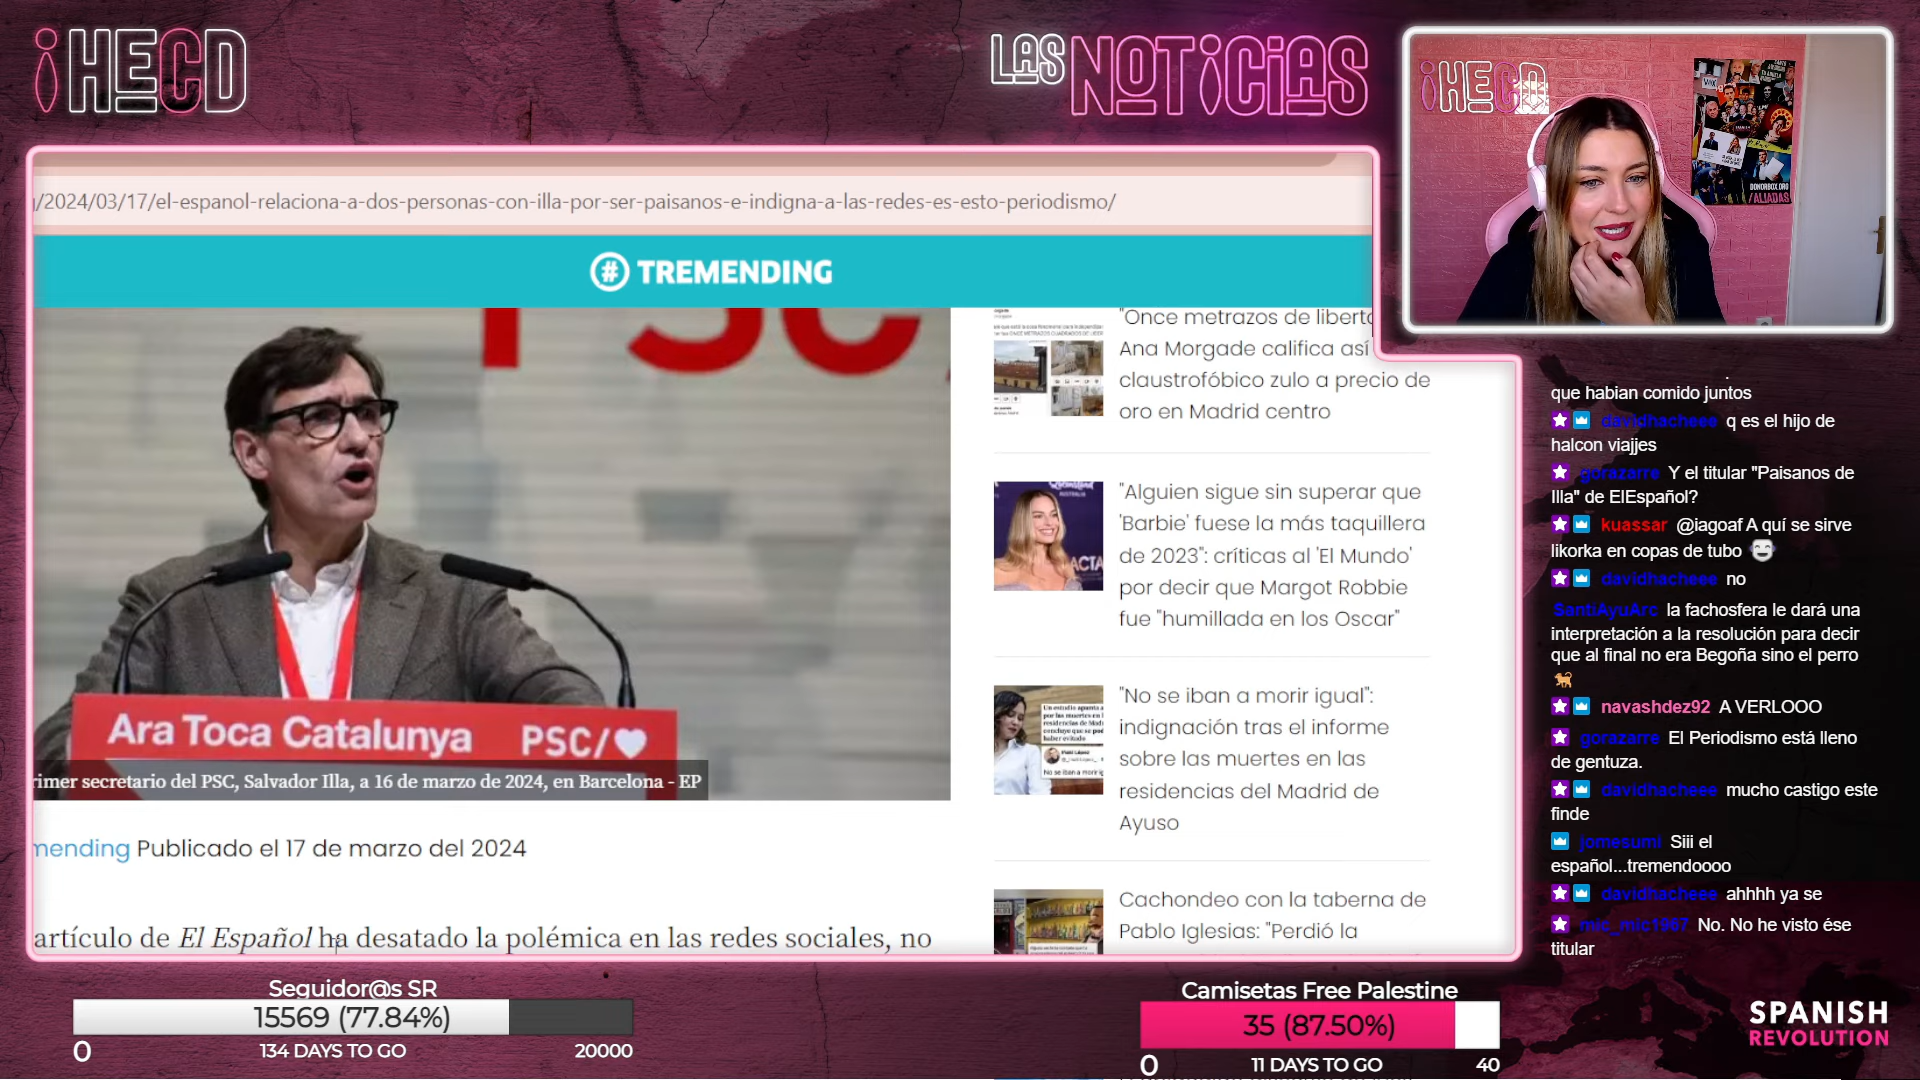 ¡HECD
LAS NOTICIAS
¡HECD
DONORBOX.ORG
/ALIADAS
/2024/03/17/el-espanol-relaciona-a-dos-personas-con-illa-por-ser-paisanos-e-indigna-a-las-redes-es-esto-periodismo/
# TREMENDING
PSC
Ara Toca Catalunya PSC/
rimer secretario del PSC, Salvador Illa, a 16 de marzo de 2024, en Barcelona - EP
mending Publicado el 17 de marzo del 2024
artículo de El Español ha desatado la polémica en las redes sociales, no
"Once metrazos de liberta
Ana Morgade califica así
claustrofóbico zulo a precio de
oro en Madrid centro
"Alguien sigue sin superar que
'Barbie' fuese la más taquillera
de 2023": críticas al 'El Mundo'
por decir que Margot Robbie
fue "humillada en los Oscar"
"No se iban a morir igual":
indignación tras el informe
sobre las muertes en las
residencias del Madrid de
Ayuso
Cachondeo con la taberna de
Pablo Iglesias: "Perdió la
que habian comido juntos
davidhacheee q es el hijo de
halcon viajjes
gorazarre Y el titular "Paisanos de
Illa" de ElEspañol?
kuassar @iagoaf A quí se sirve
likorka en copas de tubo
davidhacheee no
SantiAyuArc la fachosfera le dará una
interpretación a la resolución para decir
que al final no era Begoña sino el perro
navashdez92 A VERLOOO
gorazarre El Periodismo está lleno
de gentuza.
davidhacheee mucho castigo este
finde
jomesumi Siii el
español...tremendoooo
davidhacheee ahhhh ya se
mic_mic1967 No. No he visto ése
titular
Seguidor@s SR
15569 (77.84%)
0 134 DAYS TO GO 20000
Camisetas Free Palestine
35 (87.50%)
0 11 DAYS TO GO 40
SPANISH
REVOLUTION